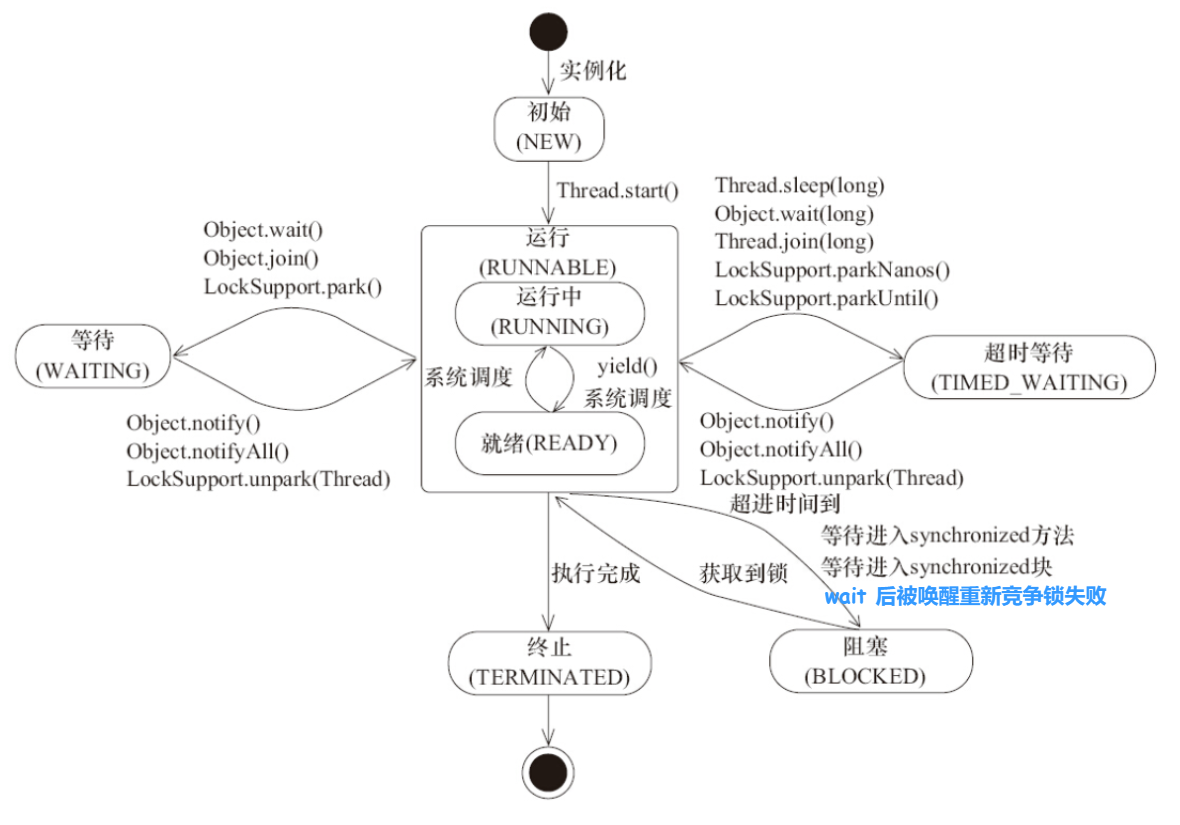 实例化
初始
(NEW)
Thread.start()
Object.wait()
Object.join()
LockSupport.park()
Thread.sleep(long)
Object.wait(long)
Thread.join(long)
LockSupport.parkNanos()
LockSupport.parkUntil()
运行
(RUNNABLE)
运行中
(RUNNING)
系统调度
yield()
系统调度
就绪(READY)
等待
(WAITING)
超时等待
(TIMED_WAITING)
Object.notify()
Object.notifyAll()
LockSupport.unpark(Thread)
Object.notify()
Object.notifyAll()
LockSupport.unpark(Thread)
超进时间到
等待进入synchronized方法
等待进入synchronized块
wait 后被唤醒重新竞争锁失败
执行完成
获取到锁
终止
(TERMINATED)
阻塞
(BLOCKED)